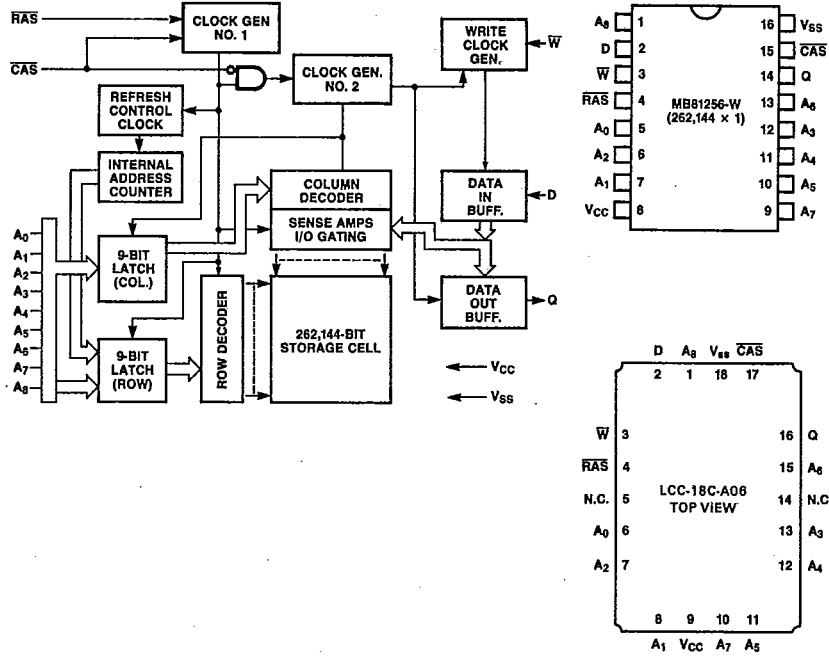 R̅A̅S̅
CLOCK GEN
NO. 1
C̅A̅S̅
CLOCK GEN.
NO. 2
WRITE
CLOCK
GEN.
W̅
REFRESH
CONTROL
CLOCK
INTERNAL
ADDRESS
COUNTER
COLUMN
DECODER
SENSE AMPS
I/O GATING
DATA
IN
BUFF.
D
A0
A1
A2
A3
A4
A5
A6
A7
A8
9-BIT
LATCH
(COL.)
9-BIT
LATCH
(ROW)
ROW DECODER
262,144-BIT
STORAGE CELL
DATA
OUT
BUFF.
Q
VCC
VSS
A8 1
D 2
W̅ 3
R̅A̅S̅ 4
A0 5
A2 6
A1 7
VCC 8
MB81256-W
(262,144 × 1)
16 VSS
15 C̅A̅S̅
14 Q
13 A6
12 A3
11 A4
10 A5
9 A7
D A8 VSS C̅A̅S̅
2 1 18 17
W̅ 3
R̅A̅S̅ 4
N.C. 5
A0 6
A2 7
LCC-18C-A06
TOP VIEW
16 Q
15 A6
14 N.C
13 A3
12 A4
8 9 10 11
A1 VCC A7 A5